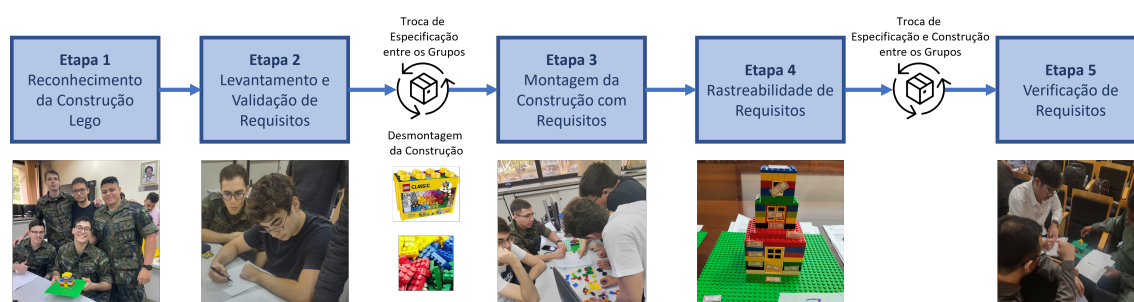 Etapa 1
Reconhecimento
da Construção
Lego
Etapa 2
Levantamento e
Validação de
Requisitos
Troca de
Especificação
entre os Grupos
Desmontagem
da Construção
LEGO CLASSIC
Etapa 3
Montagem da
Construção com
Requisitos
Etapa 4
Rastreabilidade de
Requisitos
Troca de
Especificação e Construção
entre os Grupos
Etapa 5
Verificação de
Requisitos